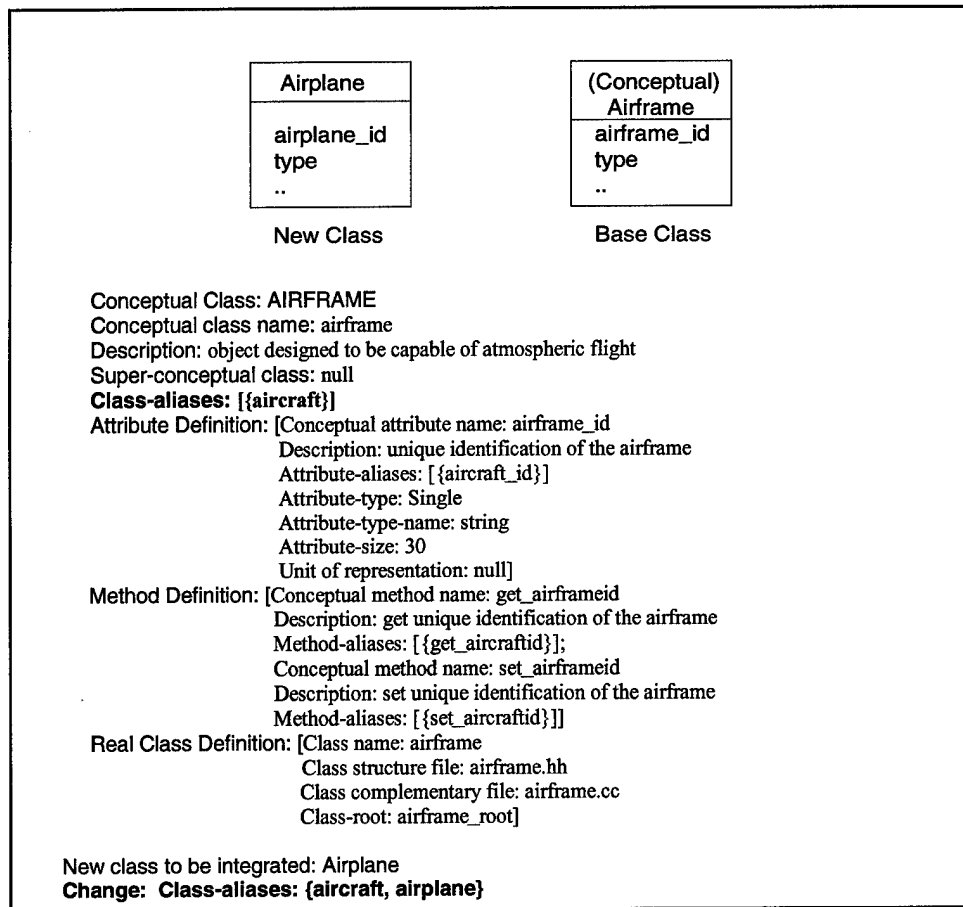 Airplane
airplane_id
type
..
New Class
(Conceptual)
Airframe
airframe_id
type
..
Base Class
Conceptual Class: AIRFRAME
Conceptual class name: airframe
Description: object designed to be capable of atmospheric flight
Super-conceptual class: null
Class-aliases: [{aircraft}]
Attribute Definition: [Conceptual attribute name: airframe_id
Description: unique identification of the airframe
Attribute-aliases: [{aircraft_id}]
Attribute-type: Single
Attribute-type-name: string
Attribute-size: 30
Unit of representation: null]
Method Definition: [Conceptual method name: get_airframeid
Description: get unique identification of the airframe
Method-aliases: [{get_aircraftid}];
Conceptual method name: set_airframeid
Description: set unique identification of the airframe
Method-aliases: [{set_aircraftid}]]
Real Class Definition: [Class name: airframe
Class structure file: airframe.hh
Class complementary file: airframe.cc
Class-root: airframe_root]
New class to be integrated: Airplane
Change: Class-aliases: {aircraft, airplane}